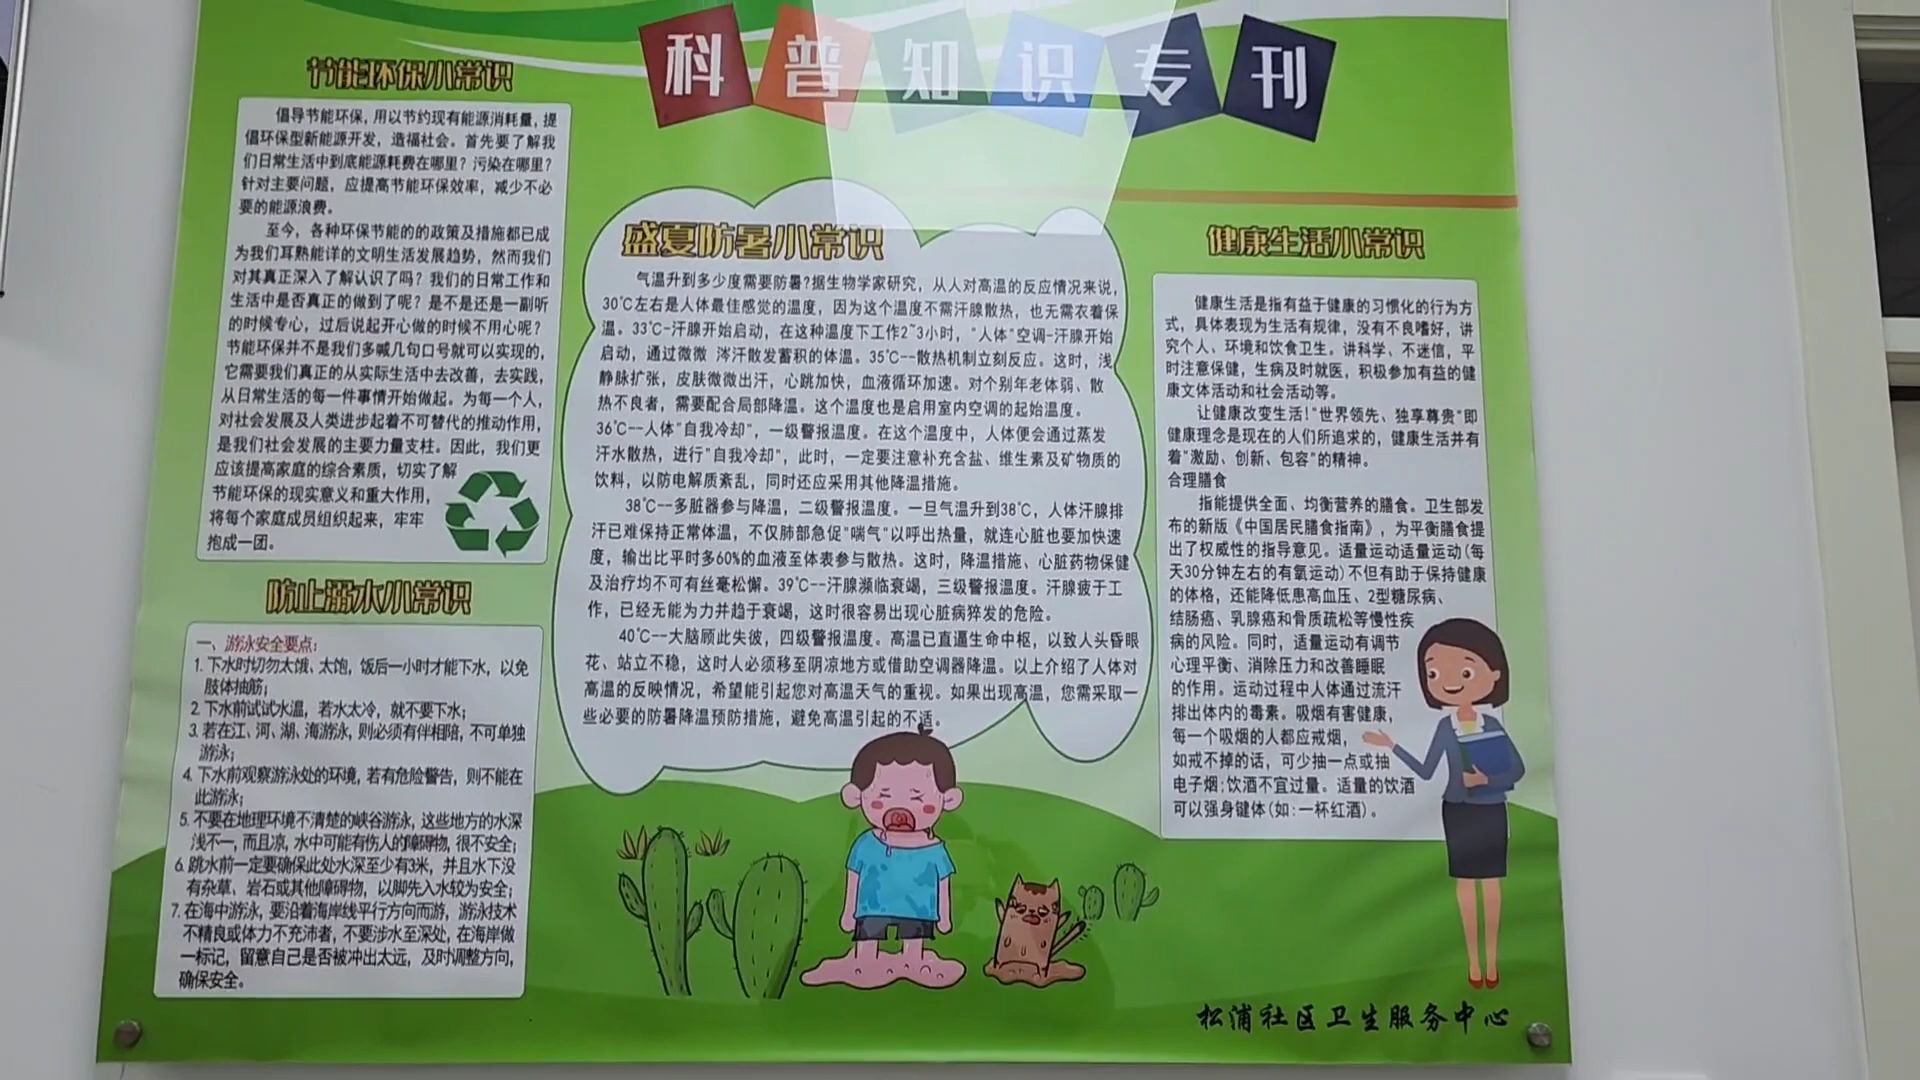 科普知识专刊
节能环保小常识
倡导节能环保，用以节约现有能源消耗量，提
倡环保型新能源开发，造福社会。首先要了解我
们日常生活中到底能源耗费在哪里？污染在哪里？
针对主要问题，应提高节能环保效率，减少不必
要的能源浪费。
至今，各种环保节能的的政策及措施都已成
为我们耳熟能详的文明生活发展趋势，然而我们
对其真正深入了解认识了吗？我们的日常工作和
生活中是否真正的做到了呢？是不是还是一副听
的时候专心，过后说起开心做的时候不用心呢？
节能环保并不是我们多喊几句口号就可以实现的，
它需要我们真正的从实际生活中去改善，去实践，
从日常生活的每一件事情开始做起。为每一个人，
对社会发展及人类进步起着不可替代的推动作用，
是我们社会发展的主要力量支柱。因此，我们更
应该提高家庭的综合素质，切实了解
节能环保的现实意义和重大作用，
将每个家庭成员组织起来，牢牢
抱成一团。
防止溺水小常识
一、游泳安全要点：
1. 下水时切勿太饿、太饱，饭后一小时才能下水，以免
肢体抽筋；
2. 下水前试试水温，若水太冷，就不要下水；
3. 若在江、河、湖、海游泳，则必须有伴相陪，不可单独
游泳；
4. 下水前观察游泳处的环境，若有危险警告，则不能在
此游泳；
5. 不要在地理环境不清楚的峡谷游泳，这些地方的水深
浅不一，而且凉，水中可能有伤人的障碍物，很不安全；
6. 跳水前一定要确保此处水深至少有3米，并且水下没
有杂草、岩石或其他障碍物，以脚先入水较为安全；
7. 在海中游泳，要沿着海岸线平行方向而游，游泳技术
不精良或体力不充沛者，不要涉水至深处，在海岸做
一标记，留意自己是否被冲出太远，及时调整方向，
确保安全。
盛夏防暑小常识
气温升到多少度需要防暑？据生物学家研究，从人对高温的反应情况来说，
30℃左右是人体最佳感觉的温度，因为这个温度不需汗腺散热，也无需衣着保
温。33℃-汗腺开始启动，在这种温度下工作2~3小时，"人体"空调-汗腺开始
启动，通过微微 涔汗散发蓄积的体温。35℃--散热机制立刻反应。这时，浅
静脉扩张，皮肤微微出汗，心跳加快，血液循环加速。对个别年老体弱、散
热不良者，需要配合局部降温。这个温度也是启用室内空调的起始温度。
36℃--人体"自我冷却"，一级警报温度。在这个温度中，人体便会通过蒸发
汗水散热，进行"自我冷却"，此时，一定要注意补充含盐、维生素及矿物质的
饮料，以防电解质紊乱，同时还应采用其他降温措施。
38℃--多脏器参与降温，二级警报温度。一旦气温升到38℃，人体汗腺排
汗已难保持正常体温，不仅肺部急促"喘气"以呼出热量，就连心脏也要加快速
度，输出比平时多60%的血液至体表参与散热。这时，降温措施、心脏药物保健
及治疗均不可有丝毫松懈。39℃--汗腺濒临衰竭，三级警报温度。汗腺疲于工
作，已经无能为力并趋于衰竭，这时很容易出现心脏病猝发的危险。
40℃--大脑顾此失彼，四级警报温度。高温已直逼生命中枢，以致人头昏眼
花、站立不稳，这时人必须移至阴凉地方或借助空调器降温。以上介绍了人体对
高温的反映情况，希望能引起您对高温天气的重视。如果出现高温，您需采取一
些必要的防暑降温预防措施，避免高温引起的不适。
健康生活小常识
健康生活是指有益于健康的习惯化的行为方
式，具体表现为生活有规律，没有不良嗜好，讲
究个人、环境和饮食卫生。讲科学、不迷信，平
时注意保健，生病及时就医，积极参加有益的健
康文体活动和社会活动等。
让健康改变生活！"世界领先、独享尊贵"即
健康理念是现在的人们所追求的，健康生活并有
着"激励、创新、包容"的精神。
合理膳食
指能提供全面、均衡营养的膳食。卫生部发
布的新版《中国居民膳食指南》，为平衡膳食提
出了权威性的指导意见。适量运动适量运动（每
天30分钟左右的有氧运动）不但有助于保持健康
的体格，还能降低患高血压、2型糖尿病、
结肠癌、乳腺癌和骨质疏松等慢性疾
病的风险。同时，适量运动有调节
心理平衡、消除压力和改善睡眠
的作用。运动过程中人体通过流汗
排出体内的毒素。吸烟有害健康，
每一个吸烟的人都应戒烟，
如戒不掉的话，可少抽一点或抽
电子烟；饮酒不宜过量。适量的饮酒
可以强身键体（如：一杯红酒）。
松浦社区卫生服务中心